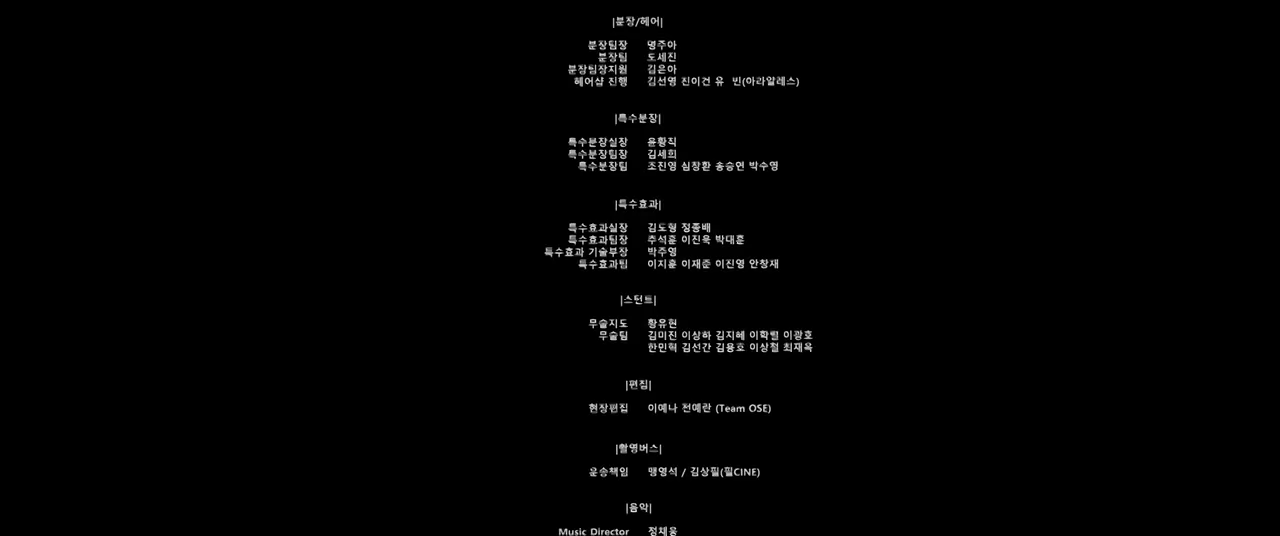 |분장/헤어|
분장팀장 명주아
분장팀 도세진
분장팀장지원 김은아
헤어샵 진행 김선영 진이건 유 빈(아라알레스)
|특수분장|
특수분장실장 윤황직
특수분장팀장 김세희
특수분장팀 조진영 심창환 송승연 박수영
|특수효과|
특수효과실장 김도형 정종배
특수효과팀장 추석훈 이진욱 박대훈
특수효과 기술부장 박주영
특수효과팀 이지훈 이재준 이진영 안창재
|스턴트|
무술지도 황유현
무술팀 김미진 이상하 김지혜 이학렬 이광호
한민혁 김선간 김용호 이상철 최재욱
|편집|
현장편집 이예나 전예란 (Team OSE)
|촬영버스|
운송책임 맹영석 / 김상필(필CINE)
|음악|
Music Director 정체웅